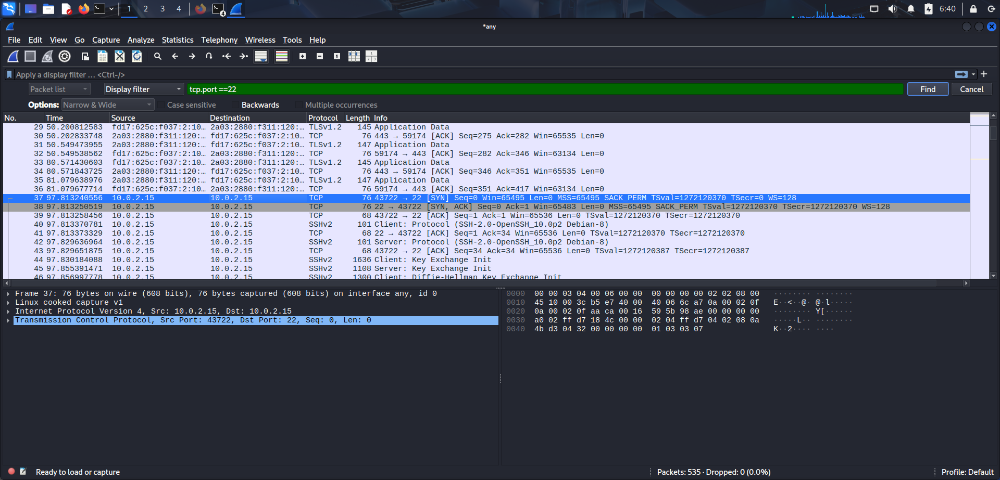 1 2 3 4 4 6:40
*any
File Edit View Go Capture Analyze Statistics Telephony Wireless Tools Help
Apply a display filter … <Ctrl-/>
Packet list Display filter tcp.port ==22 Find Cancel
Options: Narrow & Wide Case sensitive Backwards Multiple occurrences
No. Time Source Destination Protocol Length Info
29 50.200812583 fd17:625c:f037:2:10… 2a03:2880:f311:120:… TLSv1.2 145 Application Data
30 50.202833748 2a03:2880:f311:120:… fd17:625c:f037:2:10… TCP 76 443 → 59174 [ACK] Seq=275 Ack=282 Win=65535 Len=0
31 50.549473955 2a03:2880:f311:120:… fd17:625c:f037:2:10… TLSv1.2 147 Application Data
32 50.549538562 fd17:625c:f037:2:10… 2a03:2880:f311:120:… TCP 76 59174 → 443 [ACK] Seq=282 Ack=346 Win=63134 Len=0
33 80.571430603 fd17:625c:f037:2:10… 2a03:2880:f311:120:… TLSv1.2 145 Application Data
34 80.571843725 2a03:2880:f311:120:… fd17:625c:f037:2:10… TCP 76 443 → 59174 [ACK] Seq=346 Ack=351 Win=65535 Len=0
35 81.079638976 2a03:2880:f311:120:… fd17:625c:f037:2:10… TLSv1.2 147 Application Data
36 81.079677714 fd17:625c:f037:2:10… 2a03:2880:f311:120:… TCP 76 59174 → 443 [ACK] Seq=351 Ack=417 Win=63134 Len=0
37 97.813240556 10.0.2.15 10.0.2.15 TCP 76 43722 → 22 [SYN] Seq=0 Win=65495 Len=0 MSS=65495 SACK_PERM TSval=1272120370 TSecr=0 WS=128
38 97.813250519 10.0.2.15 10.0.2.15 TCP 76 22 → 43722 [SYN, ACK] Seq=0 Ack=1 Win=65483 Len=0 MSS=65495 SACK_PERM TSval=1272120370 TSecr=1272120370 WS=128
39 97.813258456 10.0.2.15 10.0.2.15 TCP 68 43722 → 22 [ACK] Seq=1 Ack=1 Win=65536 Len=0 TSval=1272120370 TSecr=1272120370
40 97.813370781 10.0.2.15 10.0.2.15 SSHv2 101 Client: Protocol (SSH-2.0-OpenSSH_10.0p2 Debian-8)
41 97.813373329 10.0.2.15 10.0.2.15 TCP 68 22 → 43722 [ACK] Seq=1 Ack=34 Win=65536 Len=0 TSval=1272120370 TSecr=1272120370
42 97.829636964 10.0.2.15 10.0.2.15 SSHv2 101 Server: Protocol (SSH-2.0-OpenSSH_10.0p2 Debian-8)
43 97.829651875 10.0.2.15 10.0.2.15 TCP 68 43722 → 22 [ACK] Seq=34 Ack=34 Win=65536 Len=0 TSval=1272120387 TSecr=1272120387
44 97.830184088 10.0.2.15 10.0.2.15 SSHv2 1636 Client: Key Exchange Init
45 97.855391471 10.0.2.15 10.0.2.15 SSHv2 1108 Server: Key Exchange Init
46 97.856997778 10.0.2.15 10.0.2.15 SSHv2 1300 Client: Diffie-Hellman Key Exchange Init
Frame 37: 76 bytes on wire (608 bits), 76 bytes captured (608 bits) on interface any, id 0
Linux cooked capture v1
Internet Protocol Version 4, Src: 10.0.2.15, Dst: 10.0.2.15
Transmission Control Protocol, Src Port: 43722, Dst Port: 22, Seq: 0, Len: 0
0000 00 00 03 04 00 06 00 00 00 00 00 00 02 02 08 00 ········ ········
0010 45 10 00 3c b5 e7 40 00 40 06 6c a7 0a 00 02 0f E··<··@· @·l·····
0020 0a 00 02 0f aa ca 00 16 59 5b 98 ae 00 00 00 00 ········ Y[······
0030 a0 02 ff d7 18 4c 00 00 02 04 ff d7 04 02 08 0a ·····L·· ········
0040 4b d3 04 32 00 00 00 00 01 03 03 07 K··2···· ····
Ready to load or capture Packets: 535 · Dropped: 0 (0.0%) Profile: Default